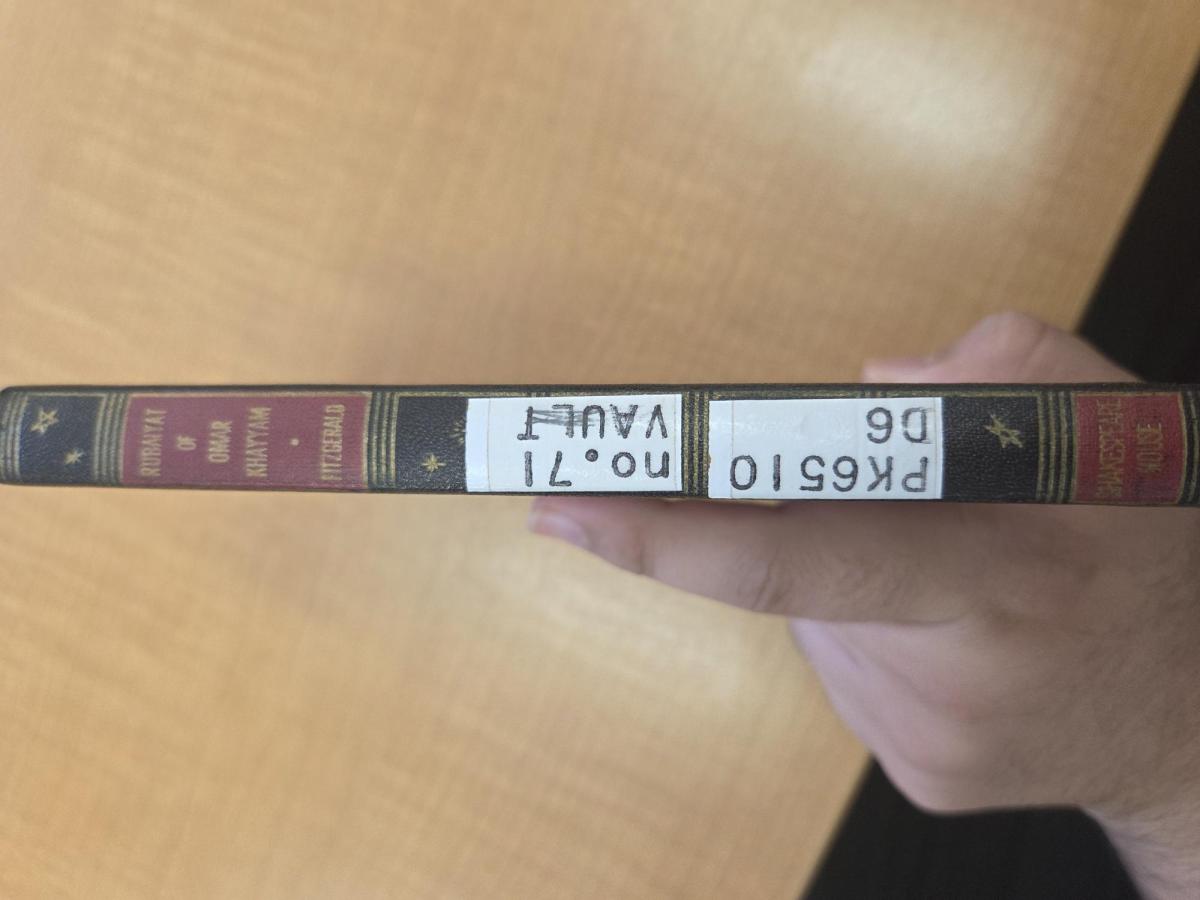 RUBAIYAT
OF
OMAR
KHAYYAM
•
FITZGERALD
PK6510
D6
no.71
VAULT
SHAKESPEARE
HOUSE